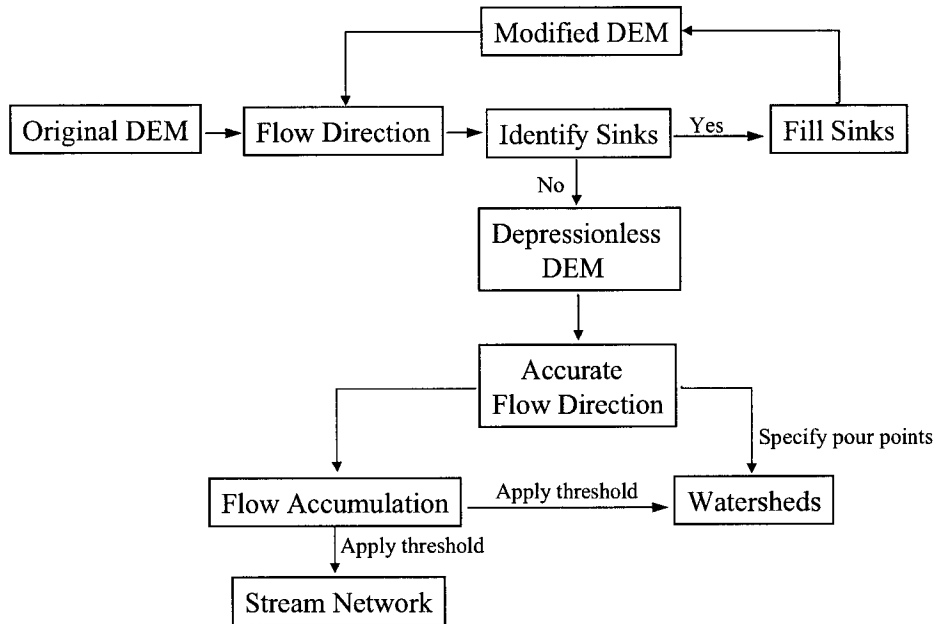 Modified DEM
Original DEM
Flow Direction
Identify Sinks
Yes
Fill Sinks
No
Depressionless
DEM
Accurate
Flow Direction
Specify pour points
Flow Accumulation
Apply threshold
Watersheds
Apply threshold
Stream Network